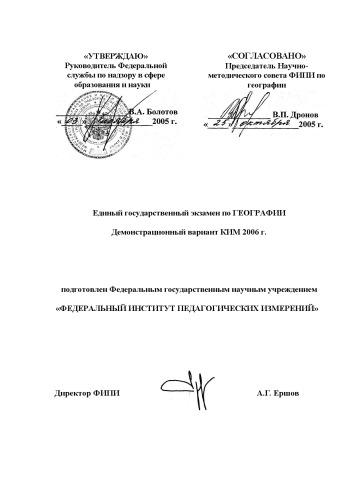 «УТВЕРЖДАЮ»
Руководитель Федеральной
службы по надзору в сфере
образования и науки
В.А. Болотов
« 03 » ноября 2005 г.
«СОГЛАСОВАНО»
Председатель Научно-
методического совета ФИПИ по
географии
В.П. Дронов
« 25 » октября 2005 г.
Единый государственный экзамен по ГЕОГРАФИИ
Демонстрационный вариант КИМ 2006 г.
подготовлен Федеральным государственным научным учреждением
«ФЕДЕРАЛЬНЫЙ ИНСТИТУТ ПЕДАГОГИЧЕСКИХ ИЗМЕРЕНИЙ»
Директор ФИПИ
А.Г. Ершов